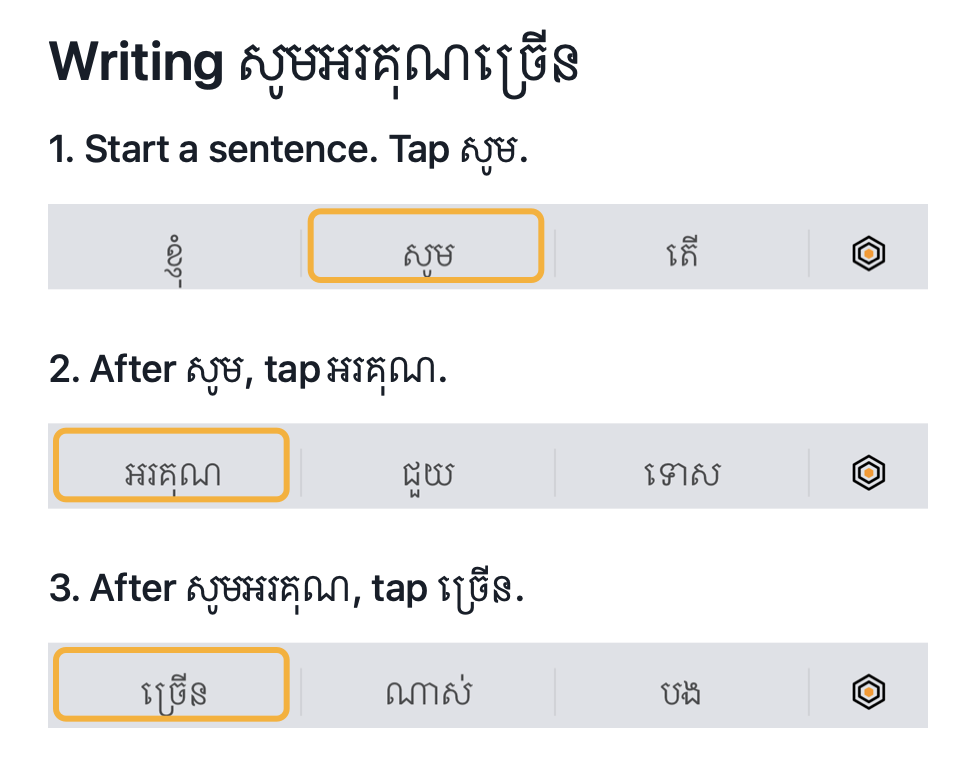 Writing សូមអរគុណច្រើន
1. Start a sentence. Tap សូម.
ខ្ញុំ សូម តើ
2. After សូម, tap អរគុណ.
អរគុណ ជួយ ទោស
3. After សូមអរគុណ, tap ច្រើន.
ច្រើន ណាស់ បង